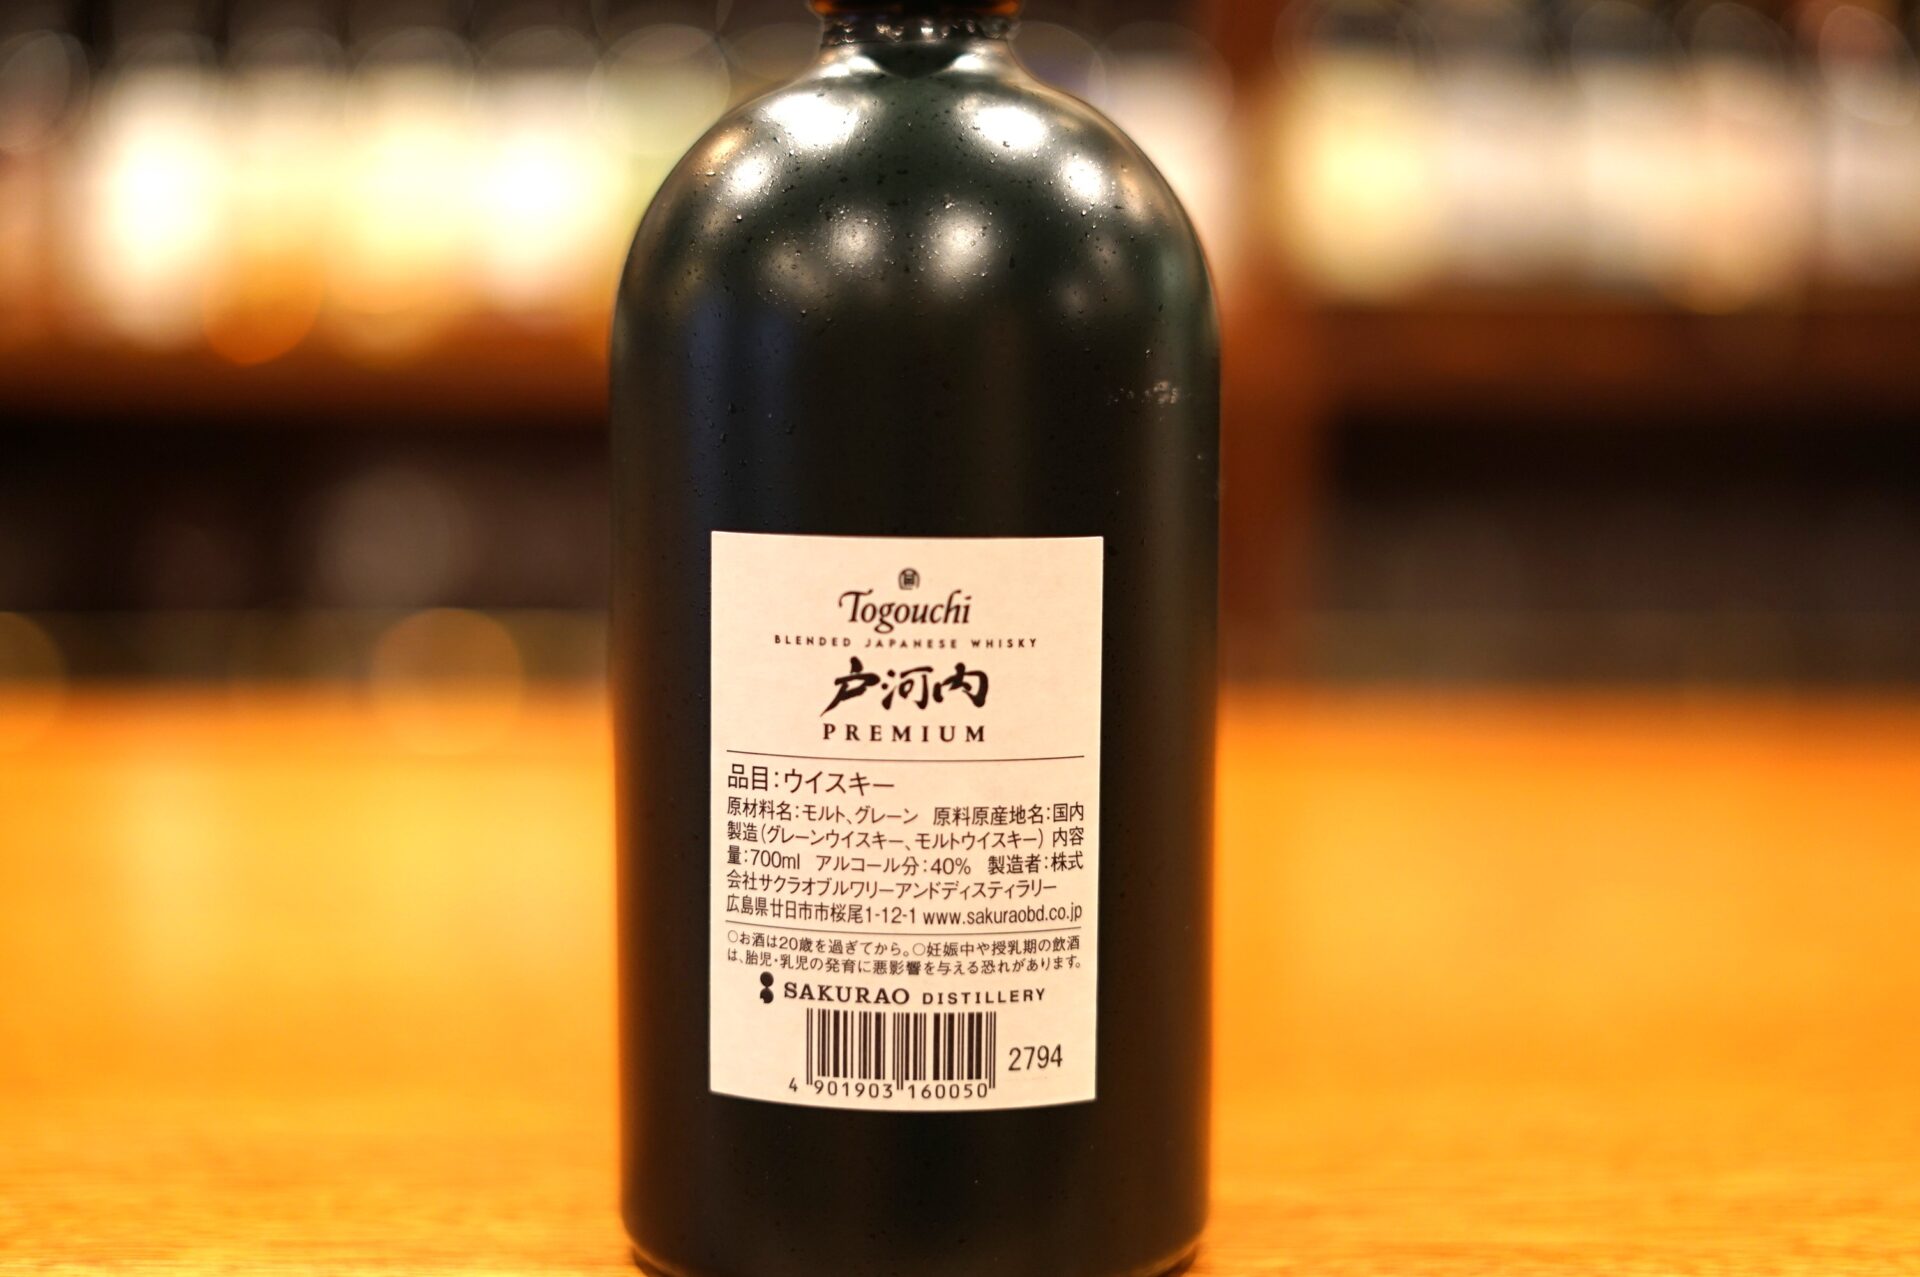 Togouchi
BLENDED JAPANESE WHISKY
戸河内
PREMIUM
品目:ウイスキー
原材料名:モルト、グレーン 原料原産地名:国内
製造(グレーンウイスキー、モルトウイスキー) 内容
量:700ml アルコール分:40% 製造者:株式
会社サクラオブルワリーアンドディスティラリー
広島県廿日市市桜尾1-12-1 www.sakuraobd.co.jp
○お酒は20歳を過ぎてから。○妊娠中や授乳期の飲酒
は、胎児・乳児の発育に悪影響を与える恐れがあります。
SAKURAO DISTILLERY
2794
4 901903 160050